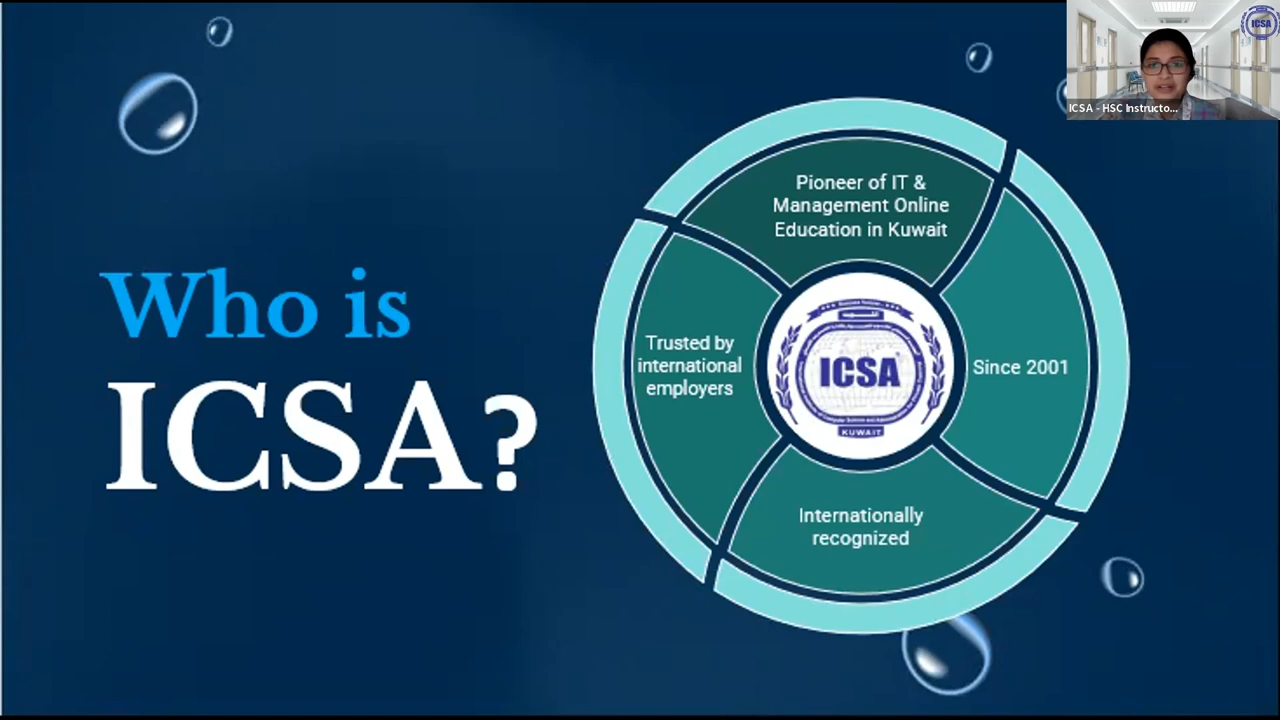 ICSA
ICSA - HSC Instructo...
Who is
ICSA?
Pioneer of IT &
Management Online
Education in Kuwait
Trusted by
international
employers
ICSA
KUWAIT
Since 2001
Internationally
recognized